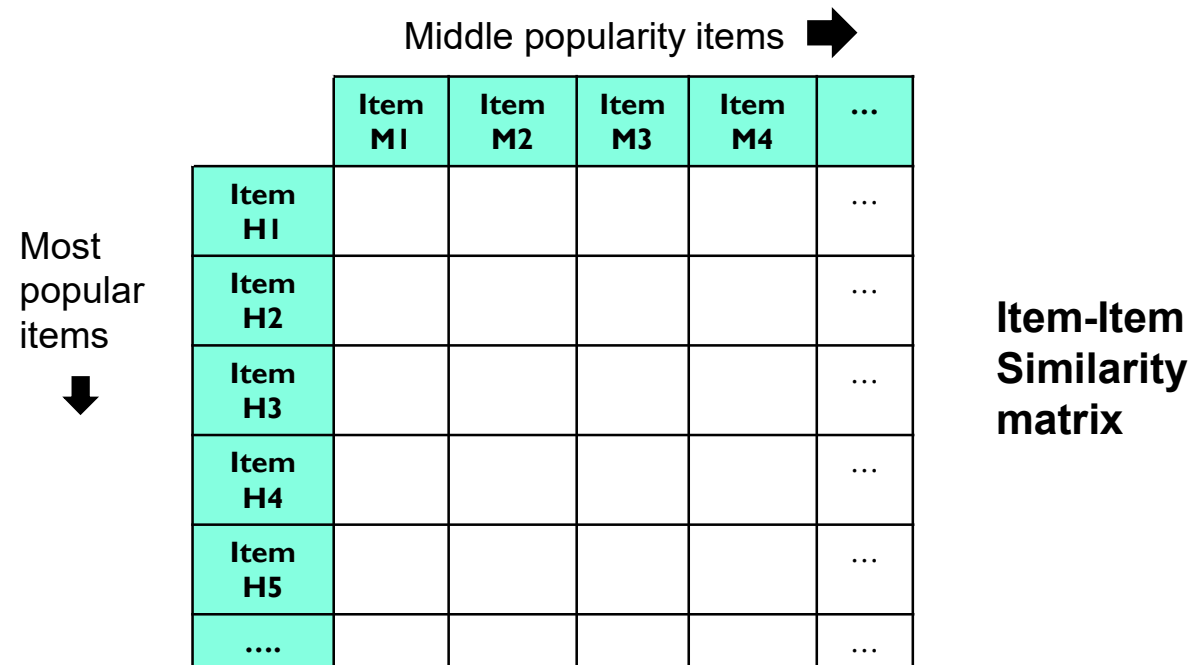 Middle popularity items
Item Item Item Item ...
M1 M2 M3 M4
Item
H1 ...
Most
popular
items
Item
H2 ...
Item
H3 ...
Item
H4 ...
Item
H5 ...
.... ...
Item-Item
Similarity
matrix